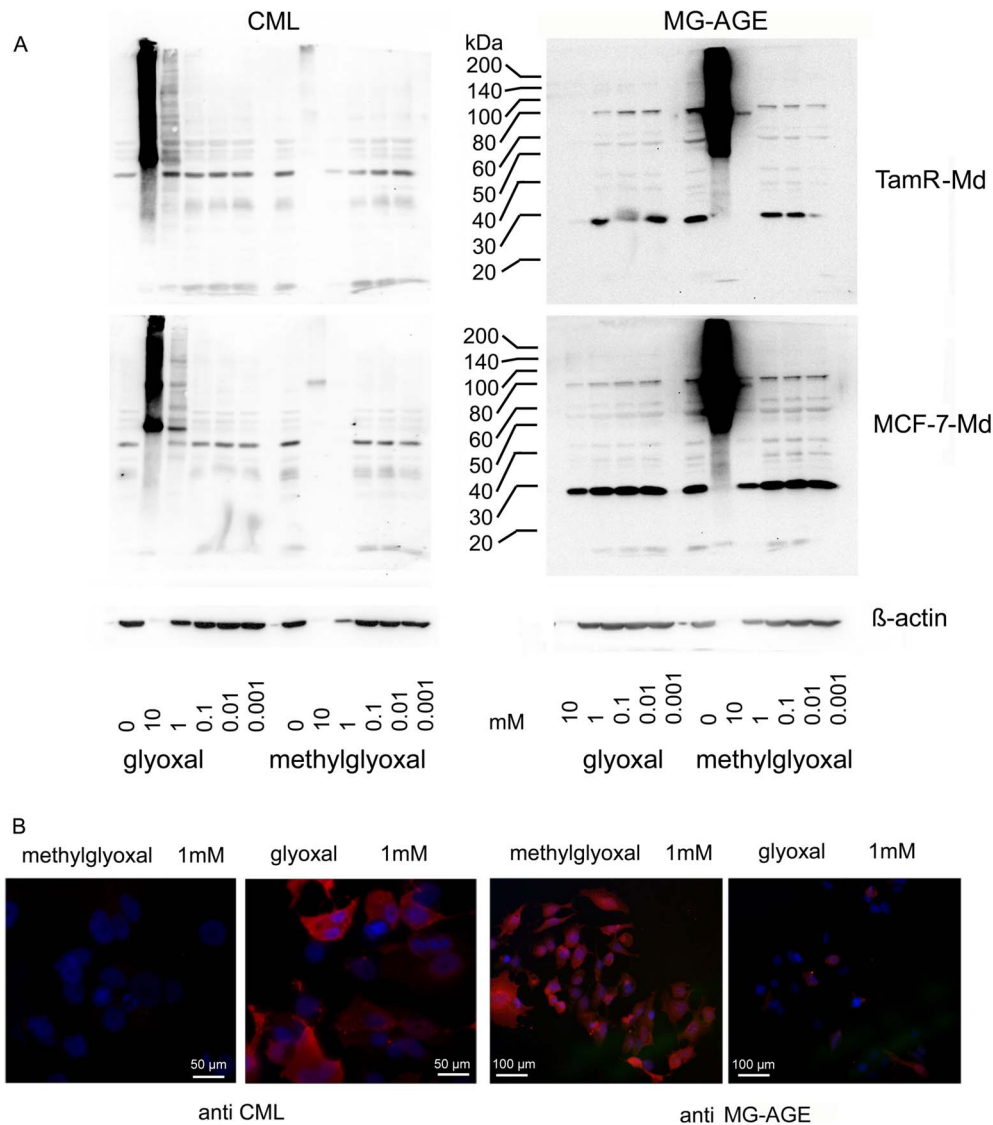 A
CML
MG-AGE
kDa
200
140
100
80
60
50
40
30
20
TamR-Md
200
140
100
80
60
50
40
30
20
MCF-7-Md
ß-actin
0 10 1 0.1 0.01 0.001 0 10 1 0.1 0.01 0.001
mM
10 1 0.1 0.01 0.001 0 10 1 0.1 0.01 0.001
glyoxal methylglyoxal
glyoxal methylglyoxal
B
methylglyoxal 1mM
glyoxal 1mM
methylglyoxal 1mM
glyoxal 1mM
50 µm
50 µm
100 µm
100 µm
anti CML
anti MG-AGE